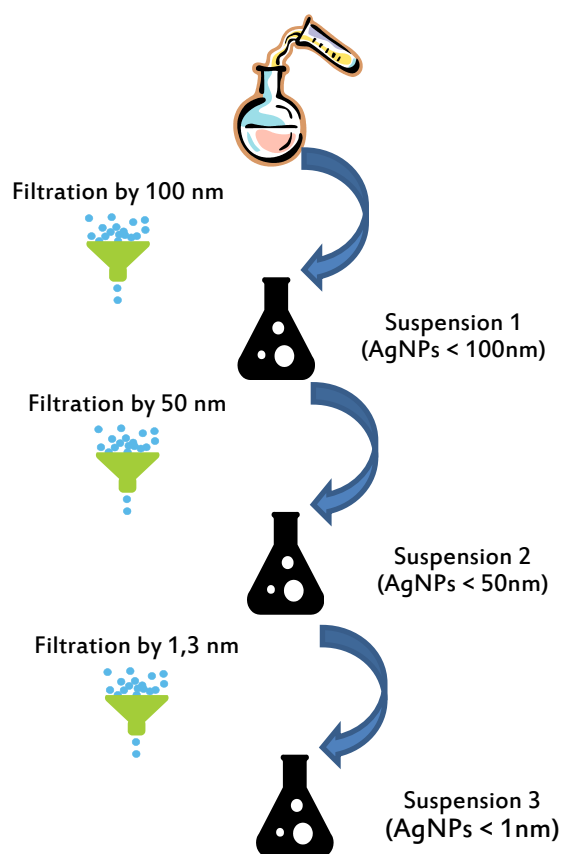 Filtration by 100 nm
Suspension 1
(AgNPs < 100nm)
Filtration by 50 nm
Suspension 2
(AgNPs < 50nm)
Filtration by 1,3 nm
Suspension 3
(AgNPs < 1nm)